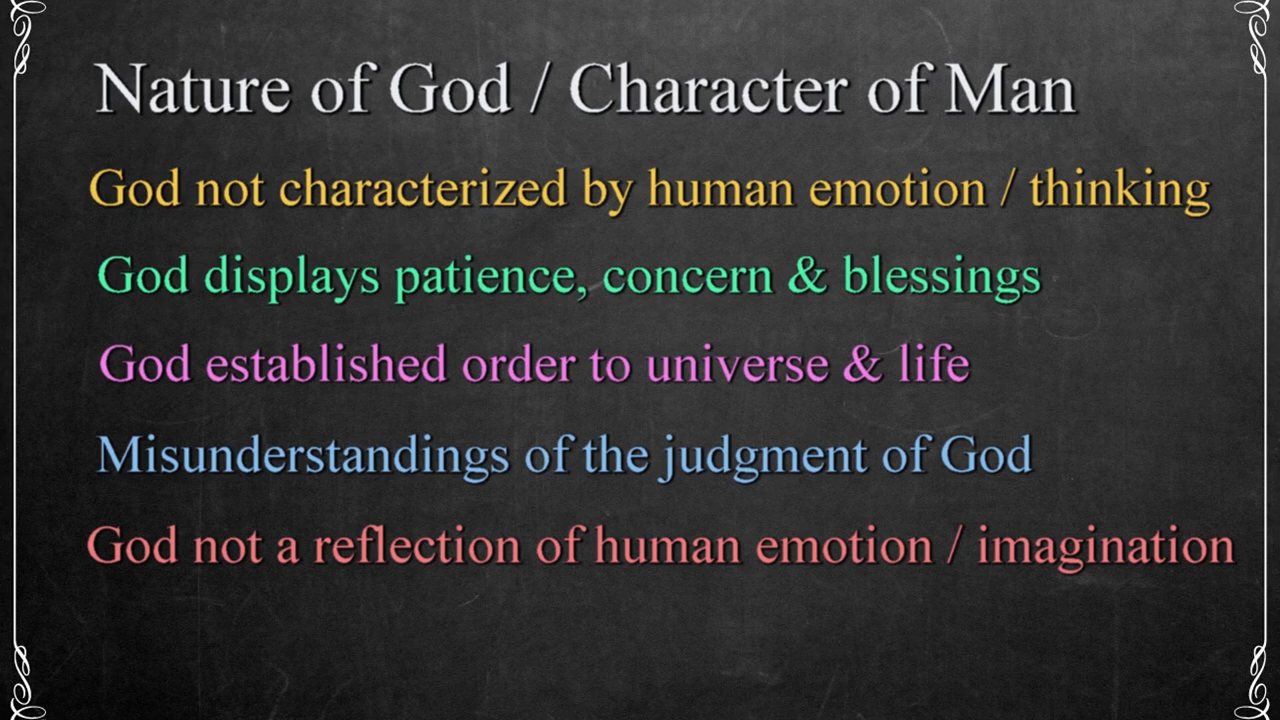 Nature of God / Character of Man
God not characterized by human emotion / thinking
God displays patience, concern & blessings
God established order to universe & life
Misunderstandings of the judgment of God
God not a reflection of human emotion / imagination